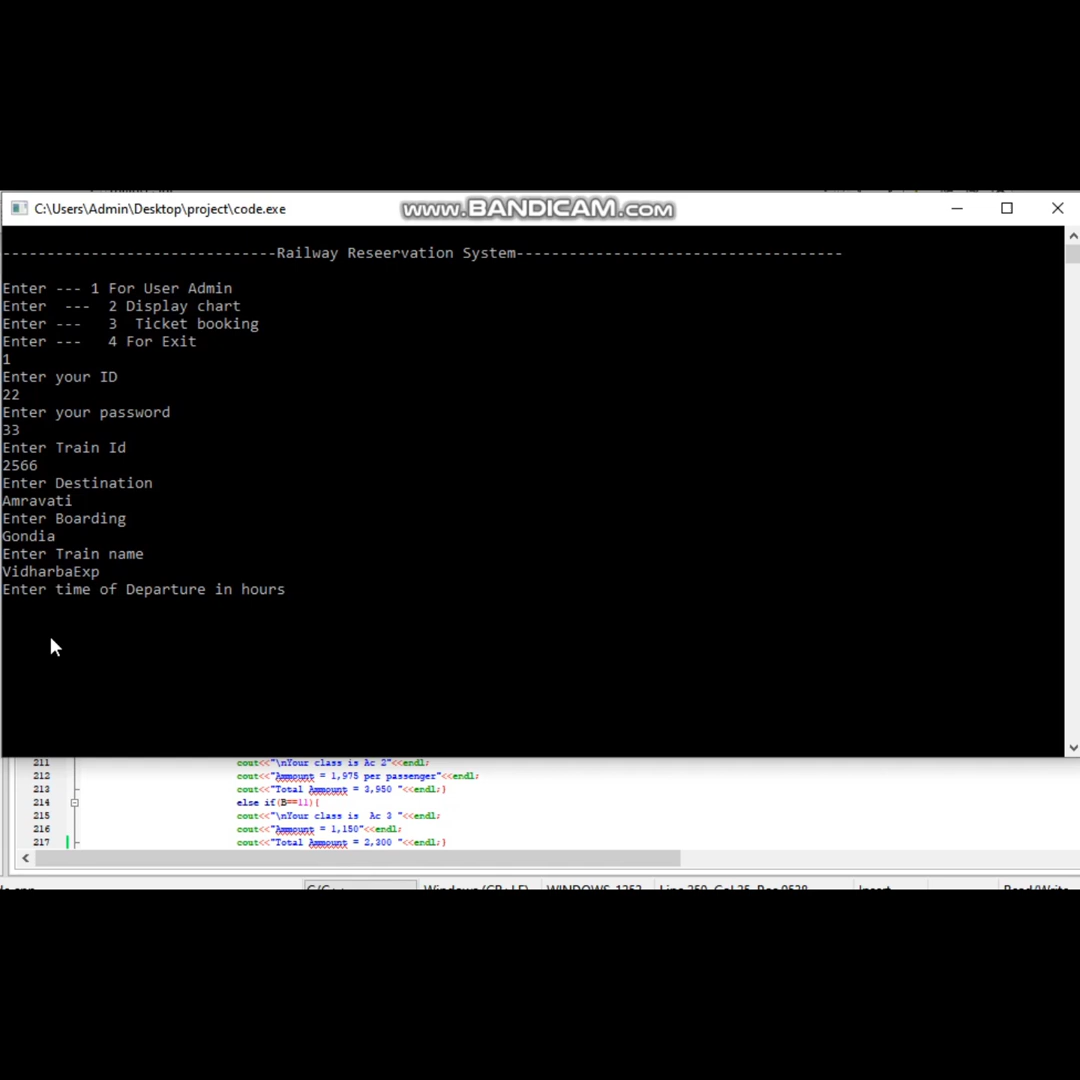 C:\Users\Admin\Desktop\project\code.exe
www.BANDICAM.com
------------------------------Railway Reseervation System-------------------------------------
Enter --- 1 For User Admin
Enter  ---  2 Display chart
Enter ---   3  Ticket booking
Enter ---   4 For Exit
1
Enter your ID
22
Enter your password
33
Enter Train Id
2566
Enter Destination
Amravati
Enter Boarding
Gondia
Enter Train name
VidharbaExp
Enter time of Departure in hours
211 cout<<"\nYour class is Ac 2"<<endl;
212 cout<<"Ammount = 1,975 per passenger"<<endl;
213 cout<<"Total Ammount = 3,950 "<<endl;}
214 else if(B==11){
215 cout<<"\nYour class is  Ac 3 "<<endl;
216 cout<<"Ammount = 1,150"<<endl;
217 cout<<"Total Ammount = 2,300 "<<endl;}